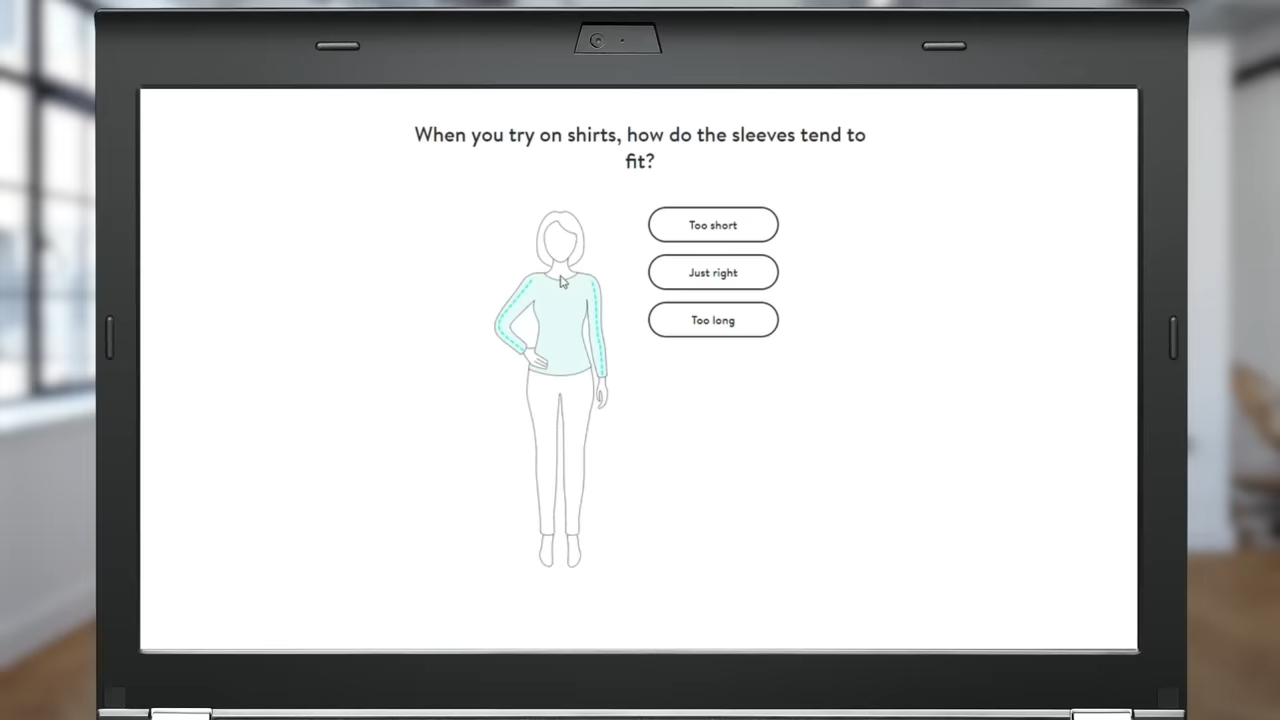 When you try on shirts, how do the sleeves tend to
fit?
Too short
Just right
Too long